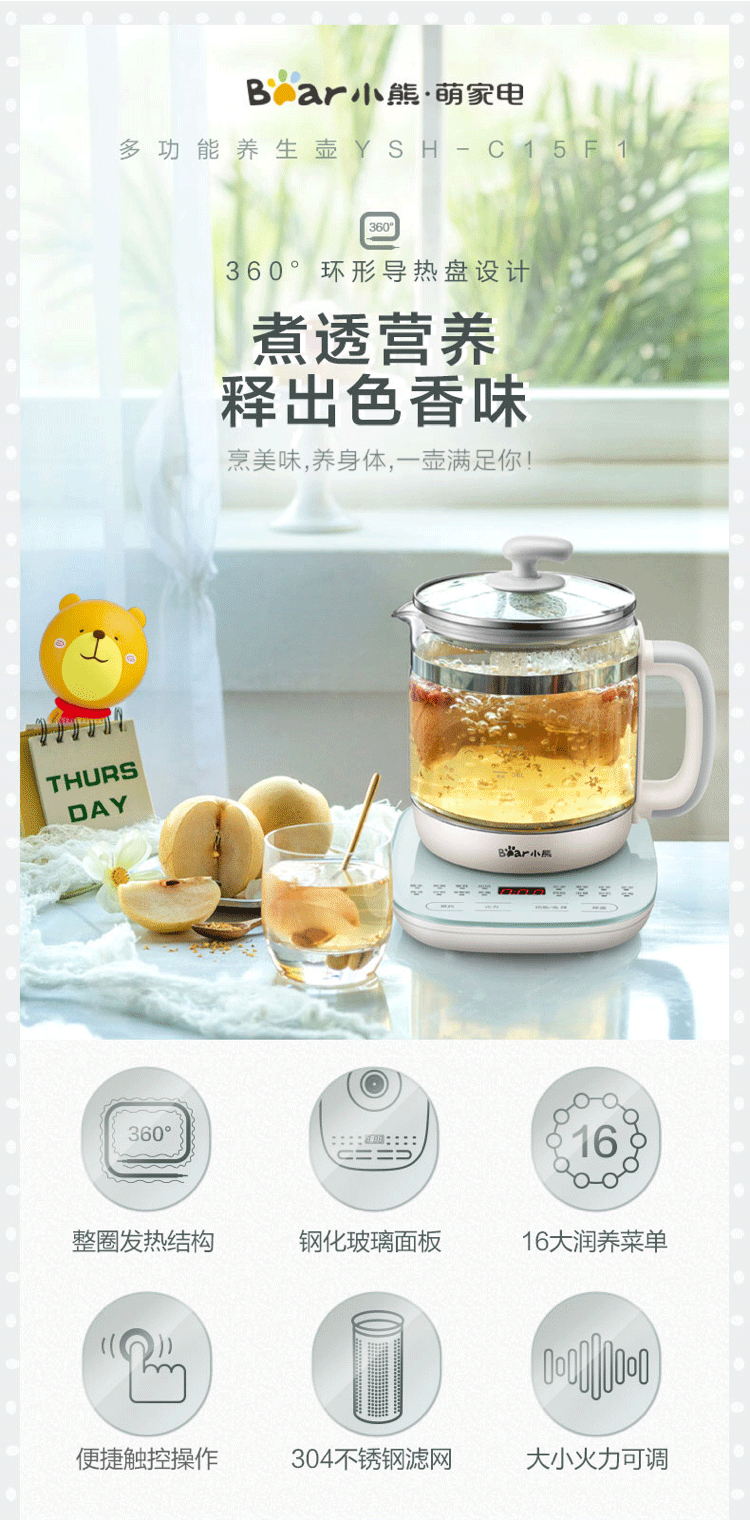 Bear小熊·萌家电
多功能养生壶YSH-C15F1
360°
360°环形导热盘设计
煮透营养
释出色香味
烹美味,养身体,一壶满足你!
THURS
DAY
Bear小熊
360°
16
整圈发热结构
钢化玻璃面板
16大润养菜单
便捷触控操作
304不锈钢滤网
大小火力可调